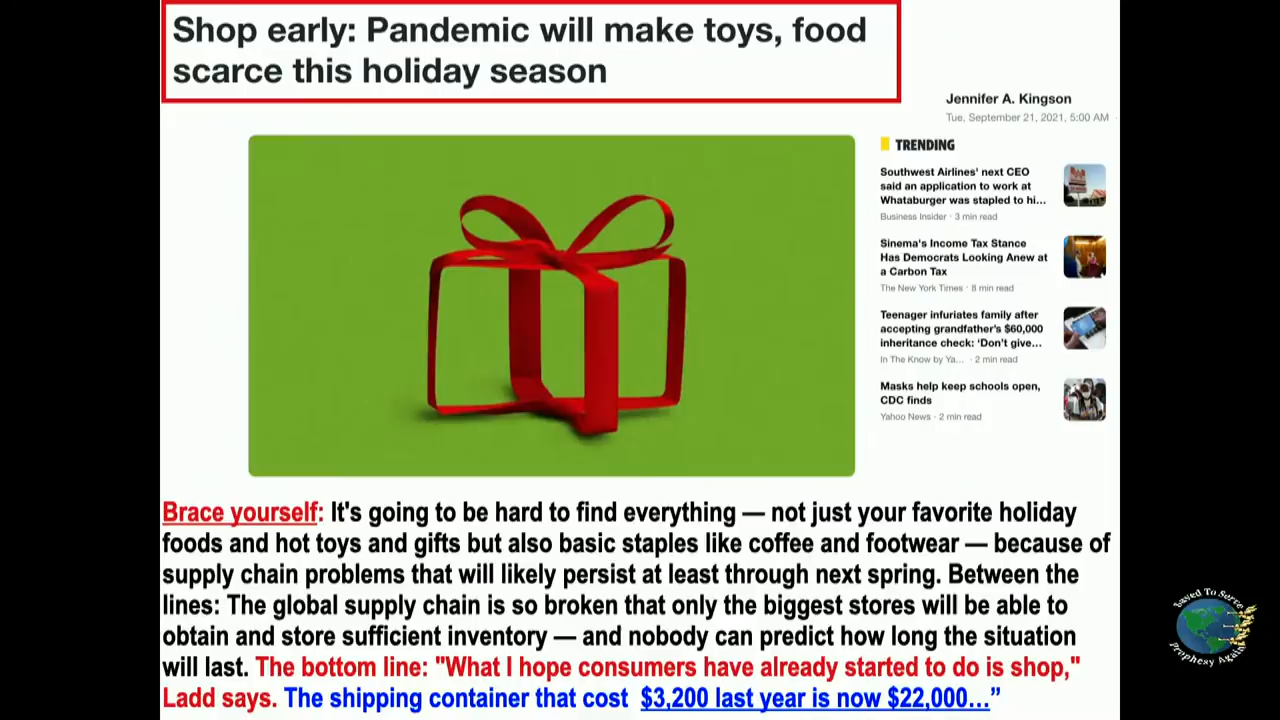 Shop early: Pandemic will make toys, food
scarce this holiday season
Jennifer A. Kingson
Tue, September 21, 2021, 5:00 AM
TRENDING
Southwest Airlines' next CEO
said an application to work at
Whataburger was stapled to hi...
Business Insider · 3 min read
Sinema's Income Tax Stance
Has Democrats Looking Anew at
a Carbon Tax
The New York Times · 8 min read
Teenager infuriates family after
accepting grandfather's $60,000
inheritance check: 'Don't give...
In The Know by Ya... · 2 min read
Masks help keep schools open,
CDC finds
Yahoo News · 2 min read
Brace yourself: It's going to be hard to find everything — not just your favorite holiday
foods and hot toys and gifts but also basic staples like coffee and footwear — because of
supply chain problems that will likely persist at least through next spring. Between the
lines: The global supply chain is so broken that only the biggest stores will be able to
obtain and store sufficient inventory — and nobody can predict how long the situation
will last. The bottom line: "What I hope consumers have already started to do is shop,"
Ladd says. The shipping container that cost $3,200 last year is now $22,000…”
To Serve
Prophesy Again